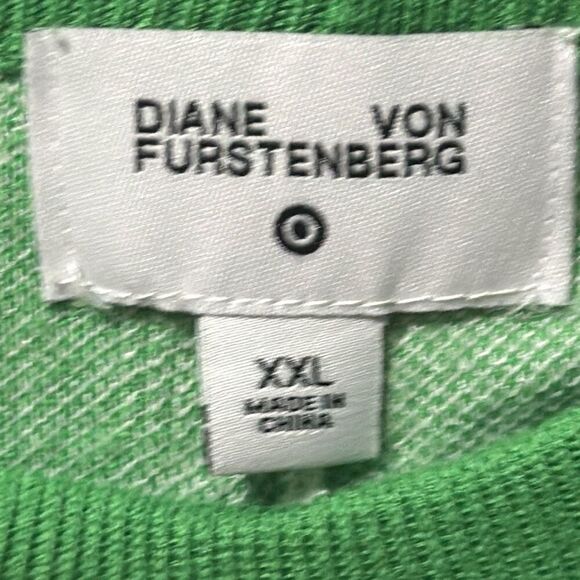 DIANE VON
FURSTENBERG
XXL
MADE IN
CHINA